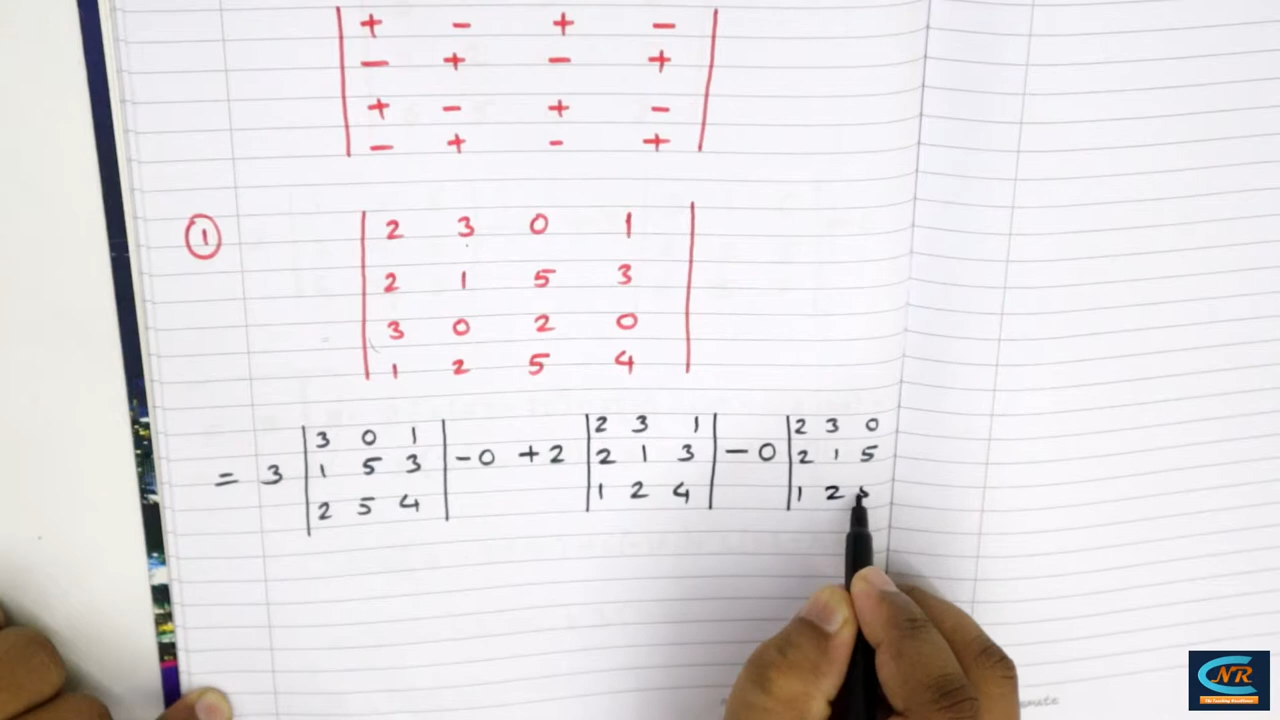 + - + -
- + - +
+ - + -
- + - +
① 2 3 0 1
2 1 5 3
3 0 2 0
1 2 5 4
= 3 |3 0 1| -0 +2 |2 3 1| -0 |2 3 0
1 5 3 2 1 3 2 1 5
2 5 4 1 2 4 1 2
NR